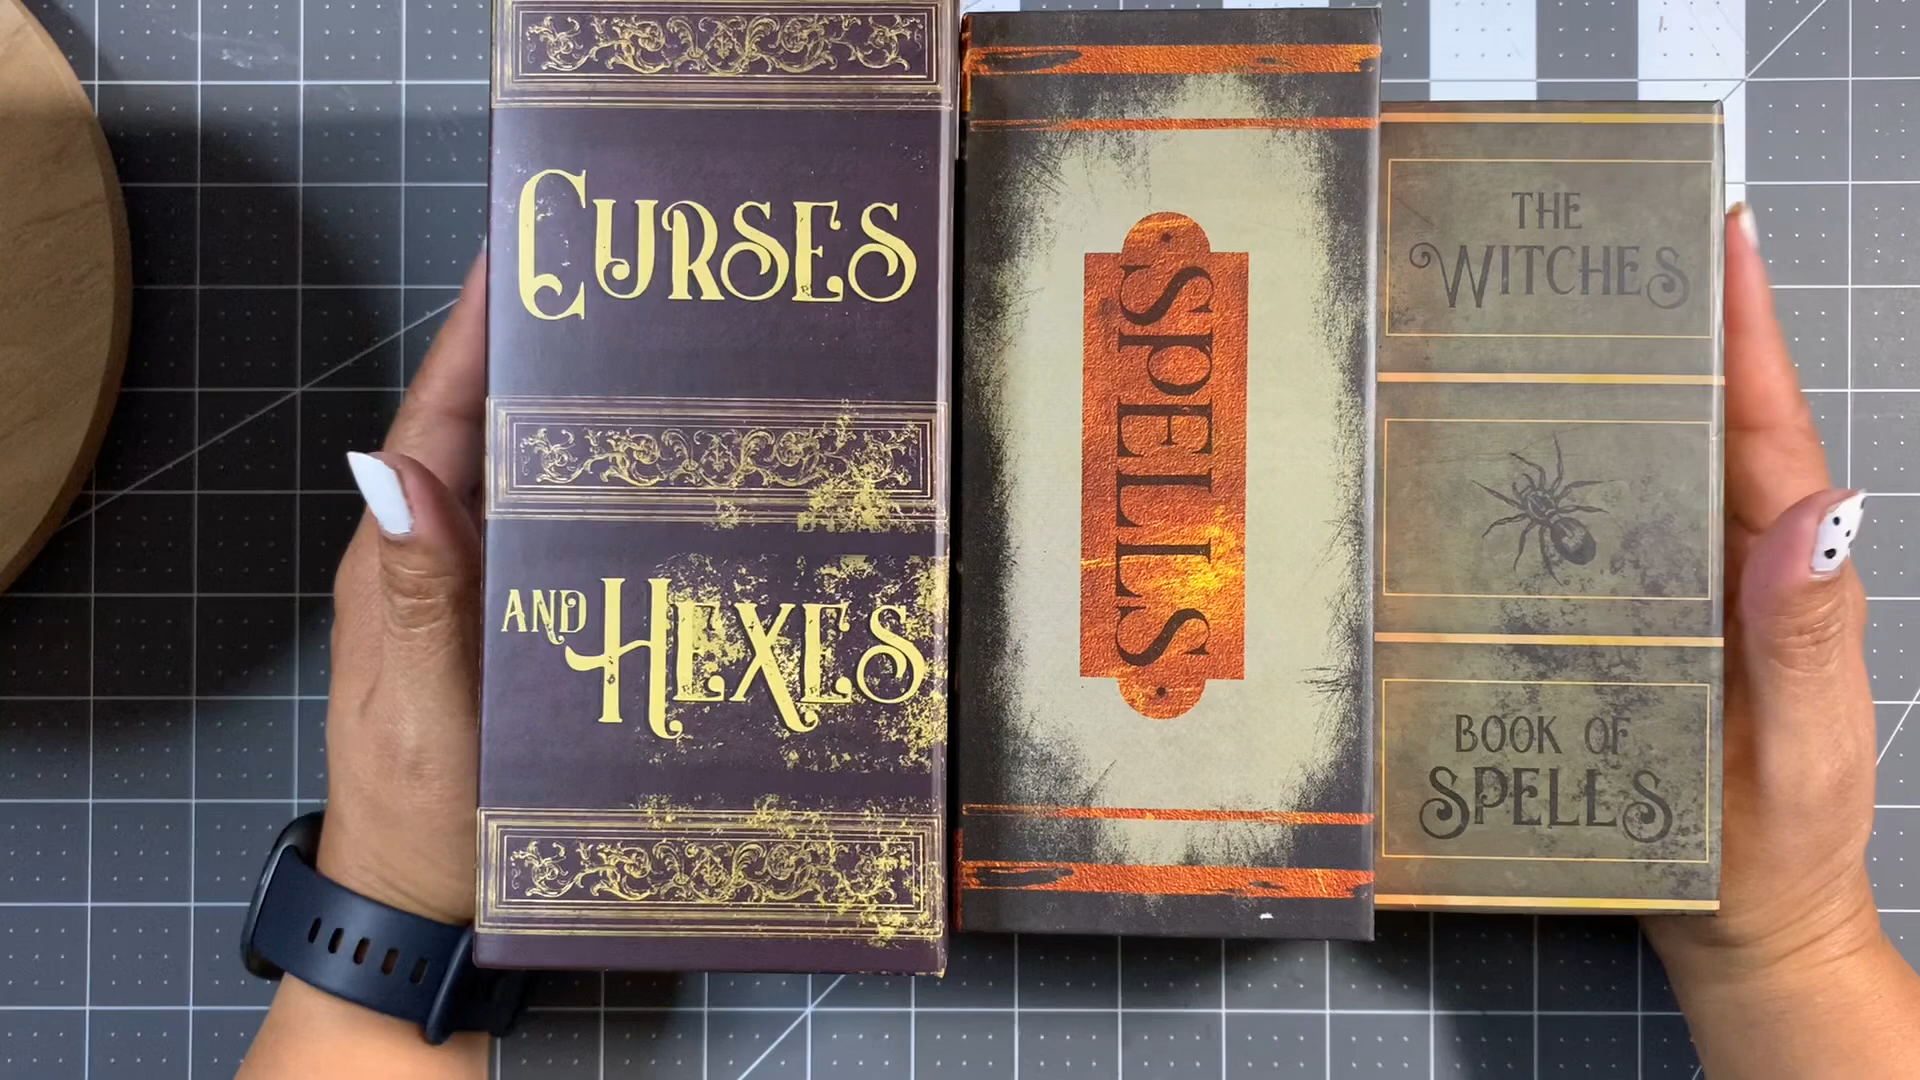 CURSES
AND HEXES
SPELLS
THE
WITCHES
BOOK OF
SPELLS